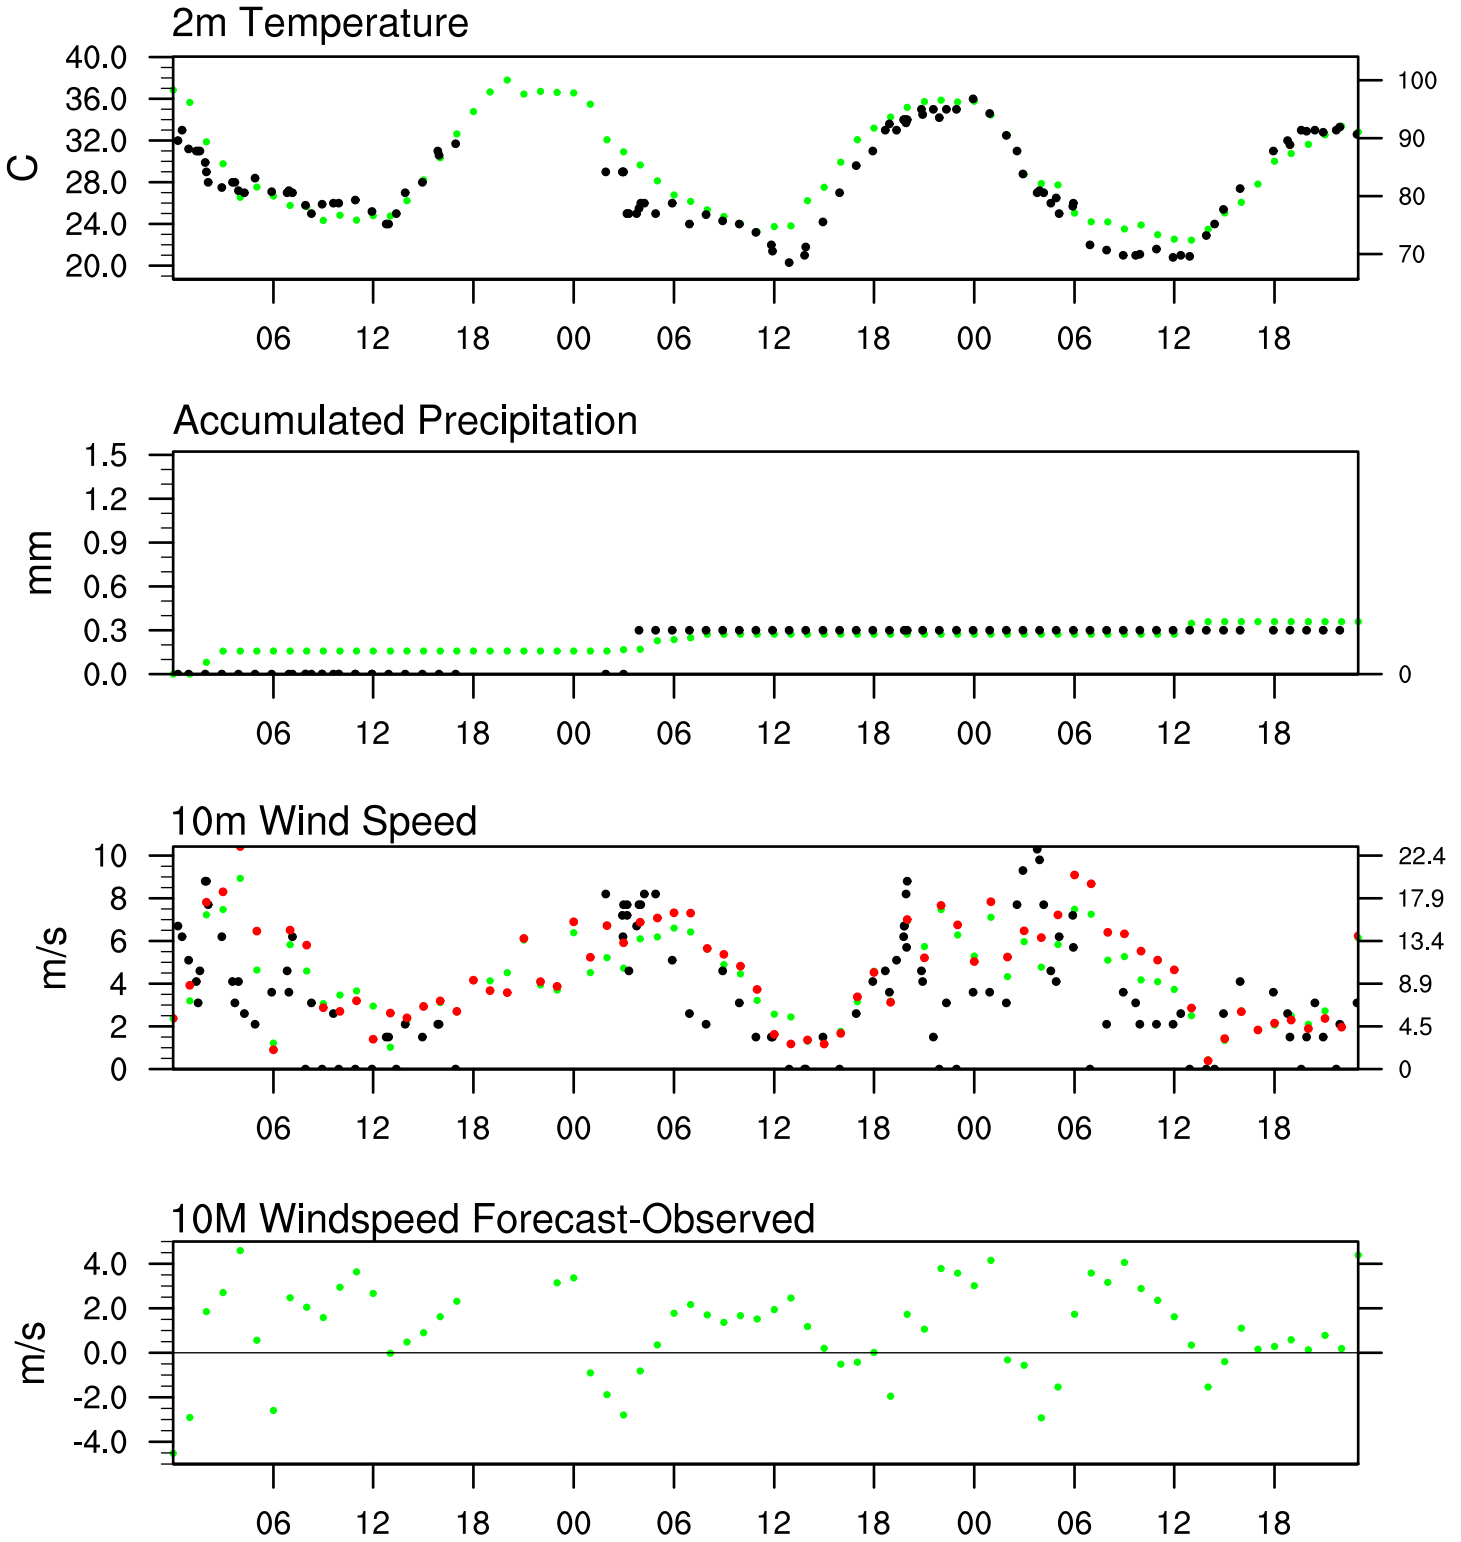 2m Temperature
40.0
36.0
32.0
28.0
24.0
20.0
C
100
90
80
70
06 12 18 00 06 12 18 00 06 12 18
Accumulated Precipitation
1.5
1.2
0.9
0.6
0.3
0.0
mm
0
06 12 18 00 06 12 18 00 06 12 18
10m Wind Speed
10
8
6
4
2
0
m/s
22.4
17.9
13.4
8.9
4.5
0
06 12 18 00 06 12 18 00 06 12 18
10M Windspeed Forecast-Observed
4.0
2.0
0.0
-2.0
-4.0
m/s
06 12 18 00 06 12 18 00 06 12 18